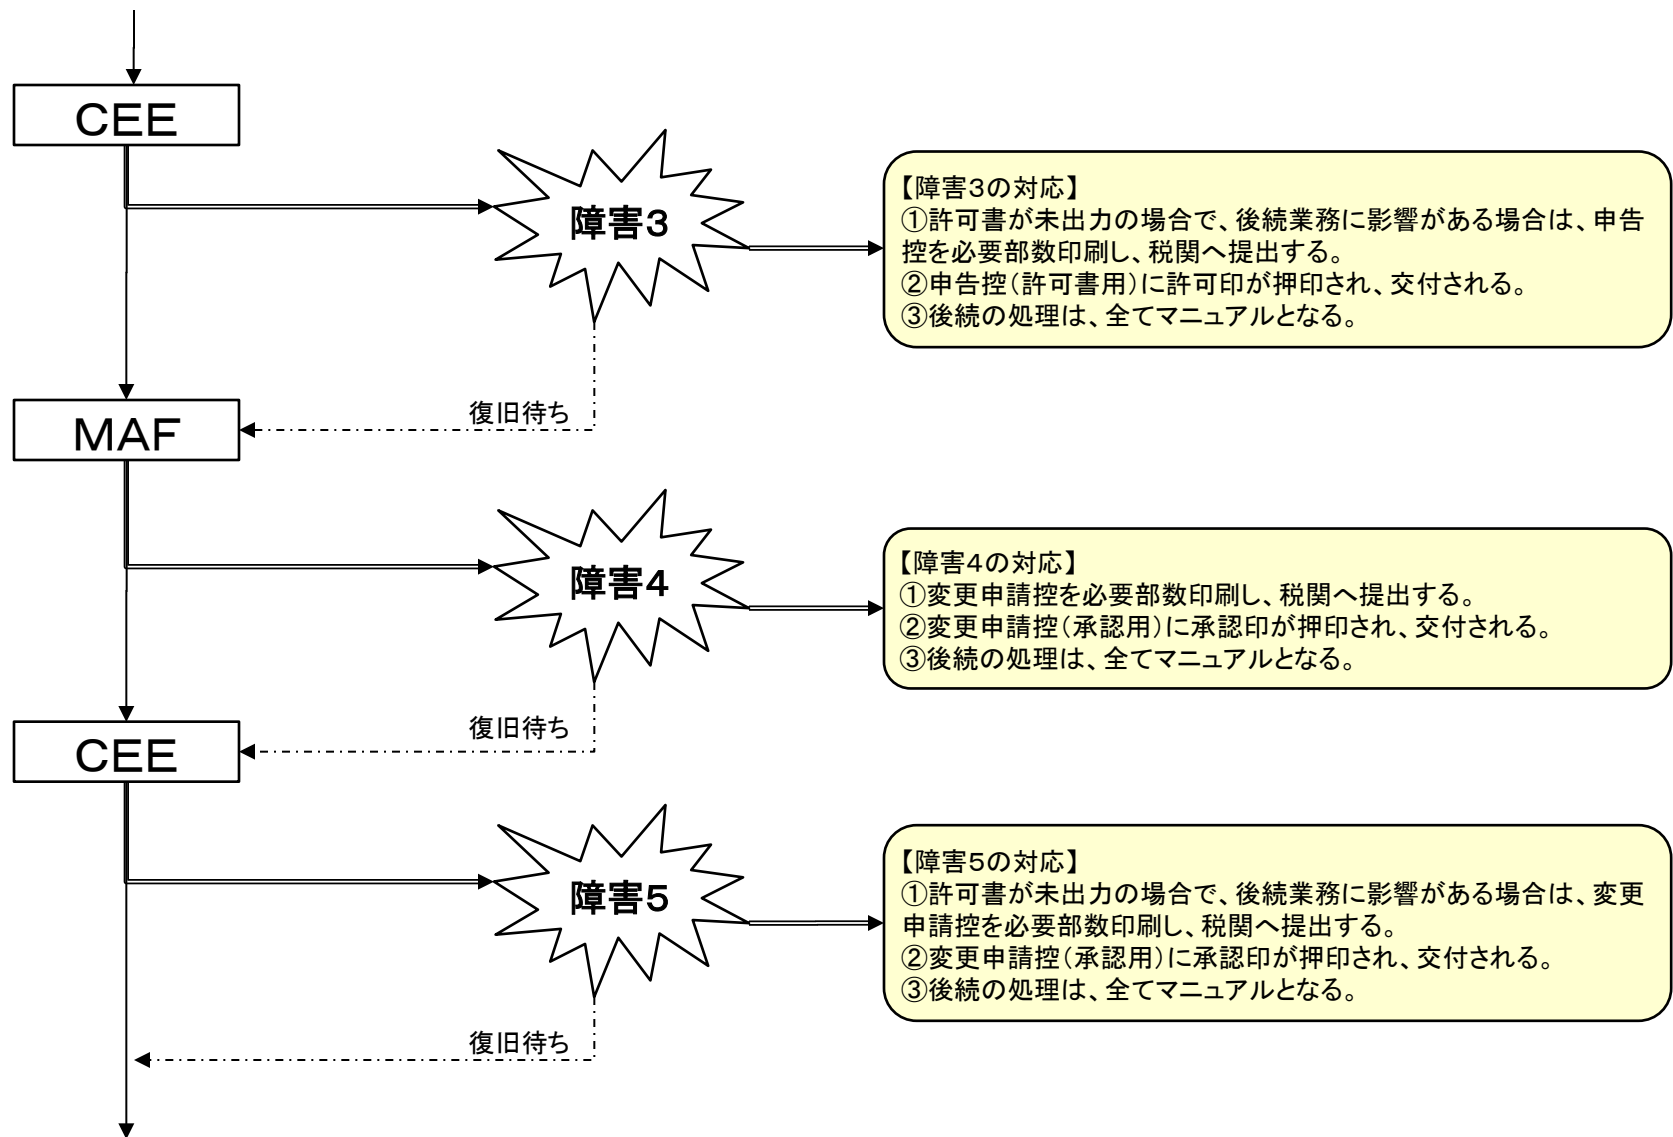 ＣＥＥ
障害３
【障害３の対応】
①許可書が未出力の場合で、後続業務に影響がある場合は、申告
控を必要部数印刷し、税関へ提出する。
②申告控（許可書用）に許可印が押印され、交付される。
③後続の処理は、全てマニュアルとなる。
復旧待ち
ＭＡＦ
障害４
【障害４の対応】
①変更申請控を必要部数印刷し、税関へ提出する。
②変更申請控（承認用）に承認印が押印され、交付される。
③後続の処理は、全てマニュアルとなる。
復旧待ち
ＣＥＥ
障害５
【障害５の対応】
①許可書が未出力の場合で、後続業務に影響がある場合は、変更
申請控を必要部数印刷し、税関へ提出する。
②変更申請控（承認用）に承認印が押印され、交付される。
③後続の処理は、全てマニュアルとなる。
復旧待ち